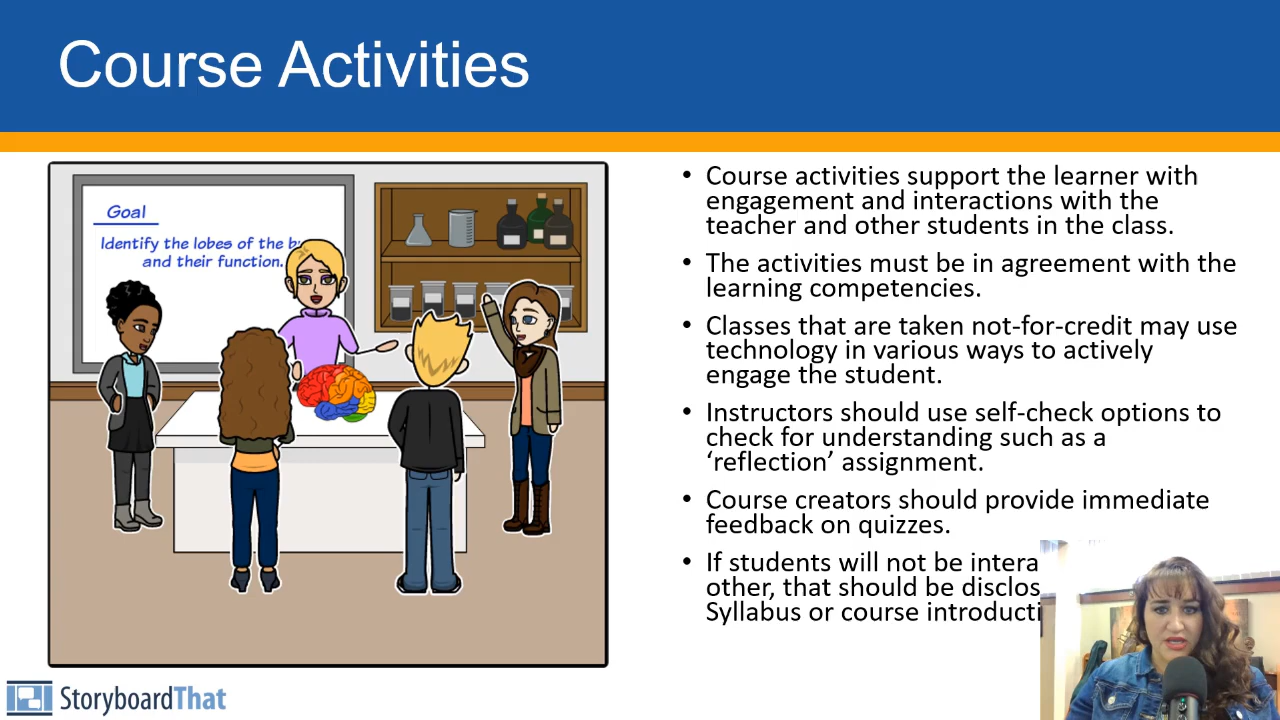 Course Activities
Goal
Identify the lobes of the
and their function.
• Course activities support the learner with
engagement and interactions with the
teacher and other students in the class.
• The activities must be in agreement with the
learning competencies.
• Classes that are taken not-for-credit may use
technology in various ways to actively
engage the student.
• Instructors should use self-check options to
check for understanding such as a
‘reflection’ assignment.
• Course creators should provide immediate
feedback on quizzes.
• If students will not be
other, that should be
Syllabus or course
StoryboardThat